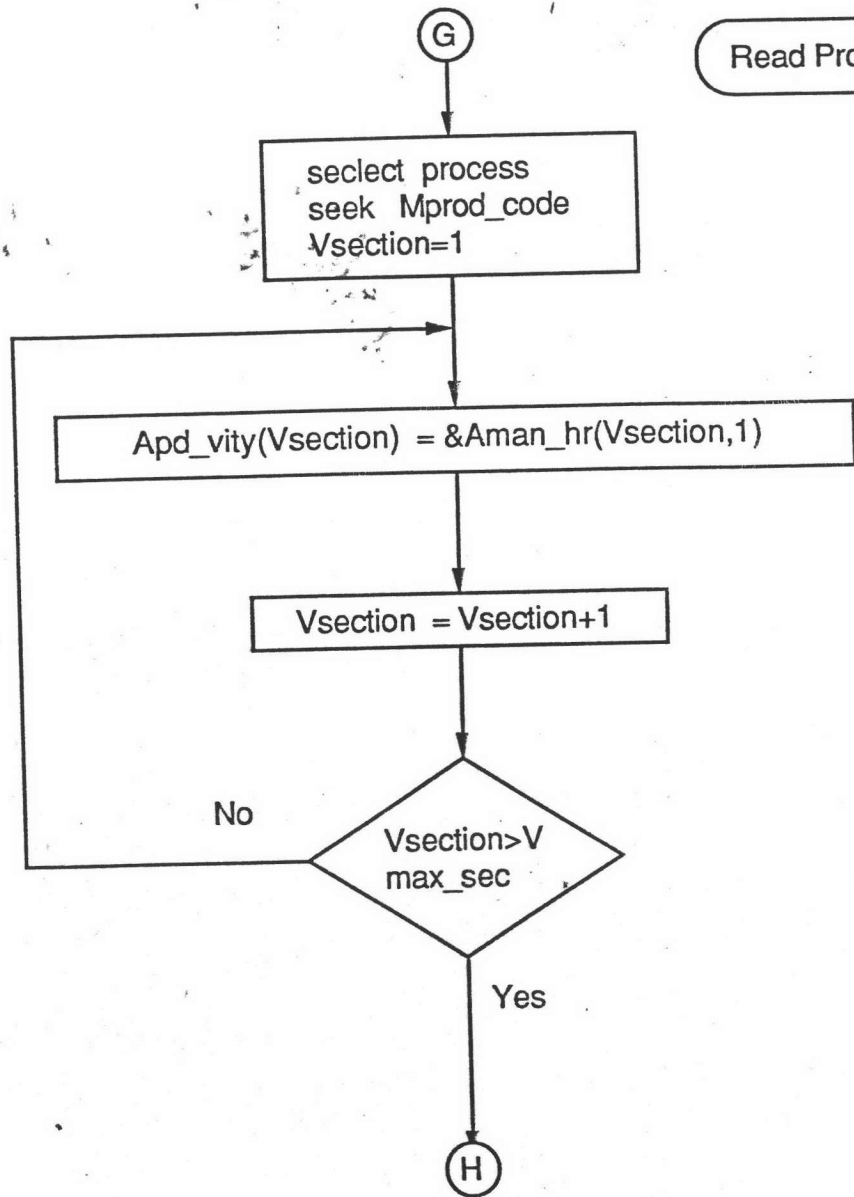 G
Read Pro
seclect process
seek Mprod_code
Vsection=1
Apd_vity(Vsection) = &Aman_hr(Vsection,1)
Vsection = Vsection+1
No
Vsection>V
max_sec
Yes
H